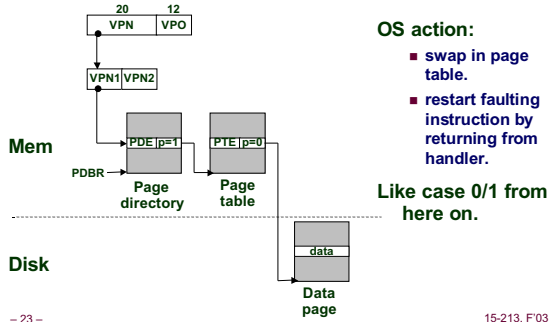 20 12
VPN VPO
VPN1 VPN2
Mem
PDE p=1 PTE p=0
PDBR
Page directory
Page table
Disk
data
Data page
OS action:
■ swap in page
table.
■ restart faulting
instruction by
returning from
handler.
Like case 0/1 from
here on.
– 23 –
15-213, F'03